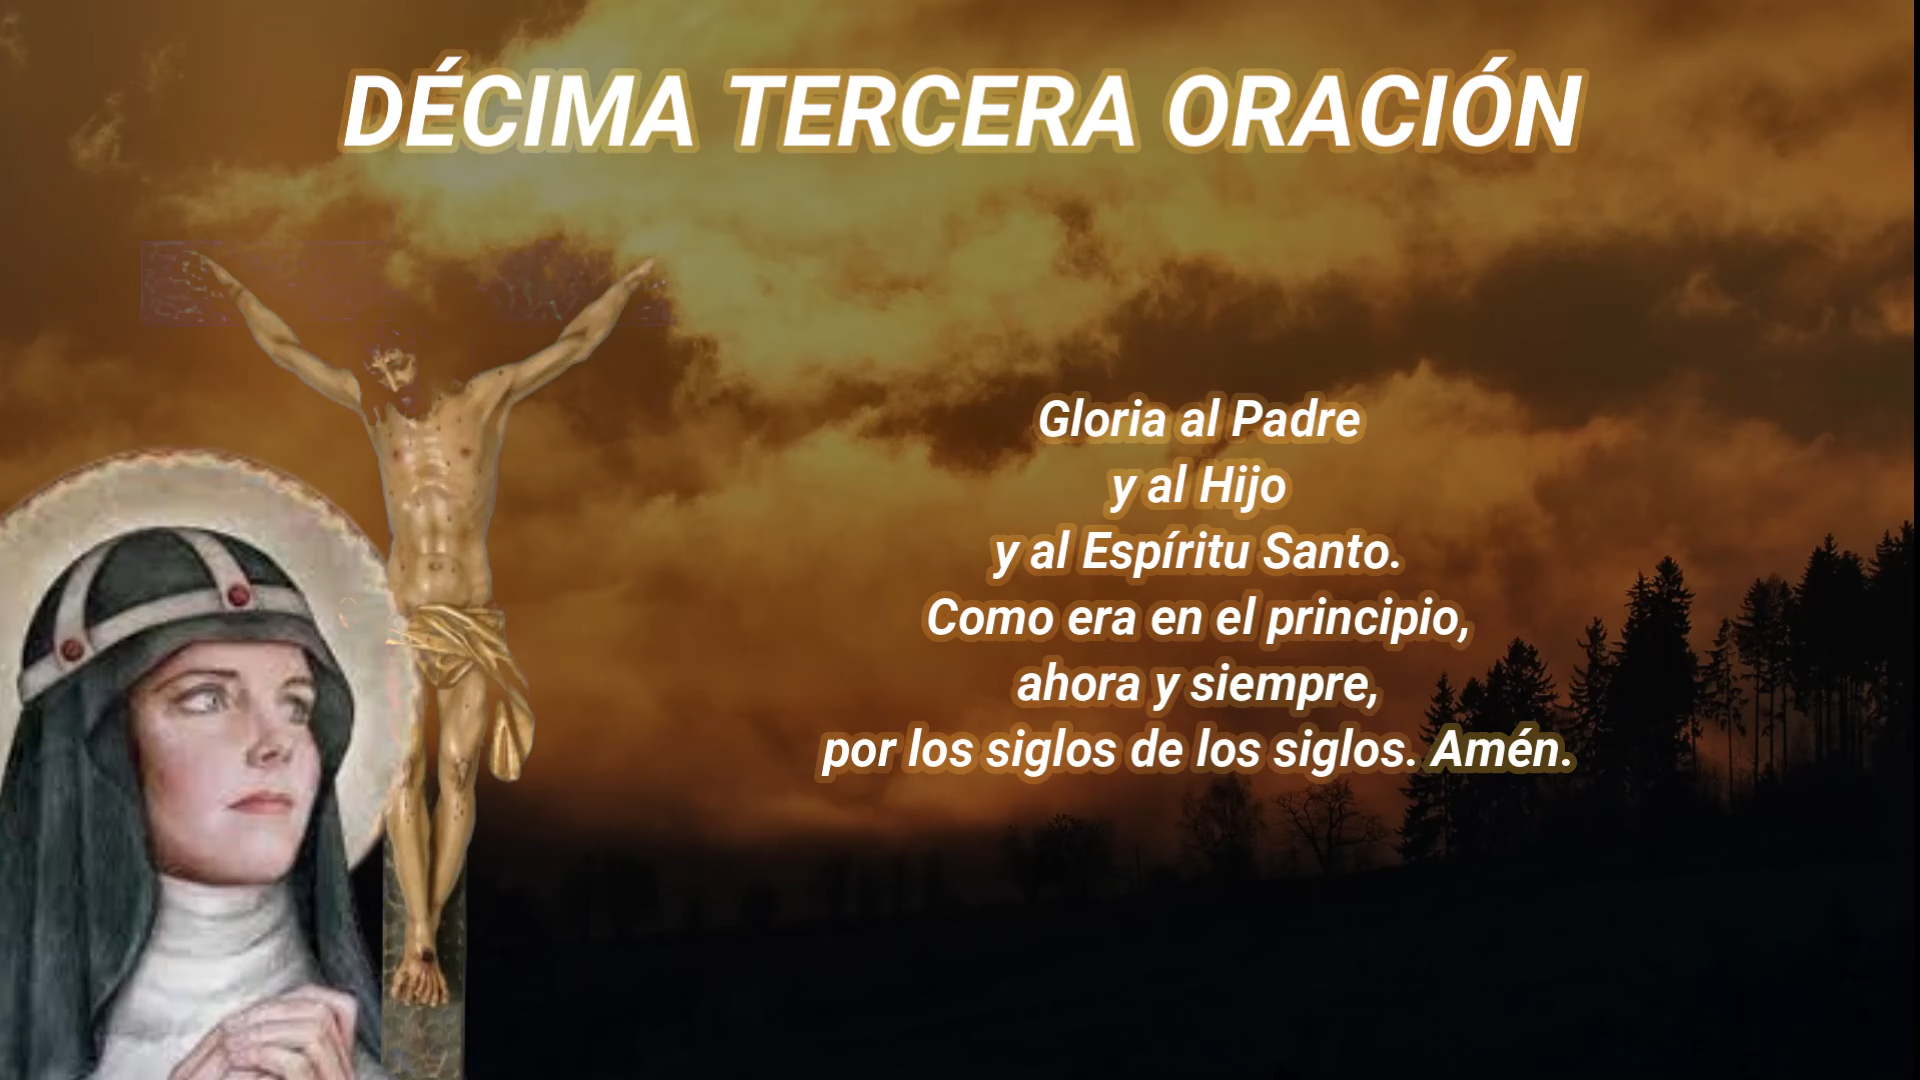 DÉCIMA TERCERA ORACIÓN
Gloria al Padre
y al Hijo
y al Espíritu Santo.
Como era en el principio,
ahora y siempre,
por los siglos de los siglos. Amén.